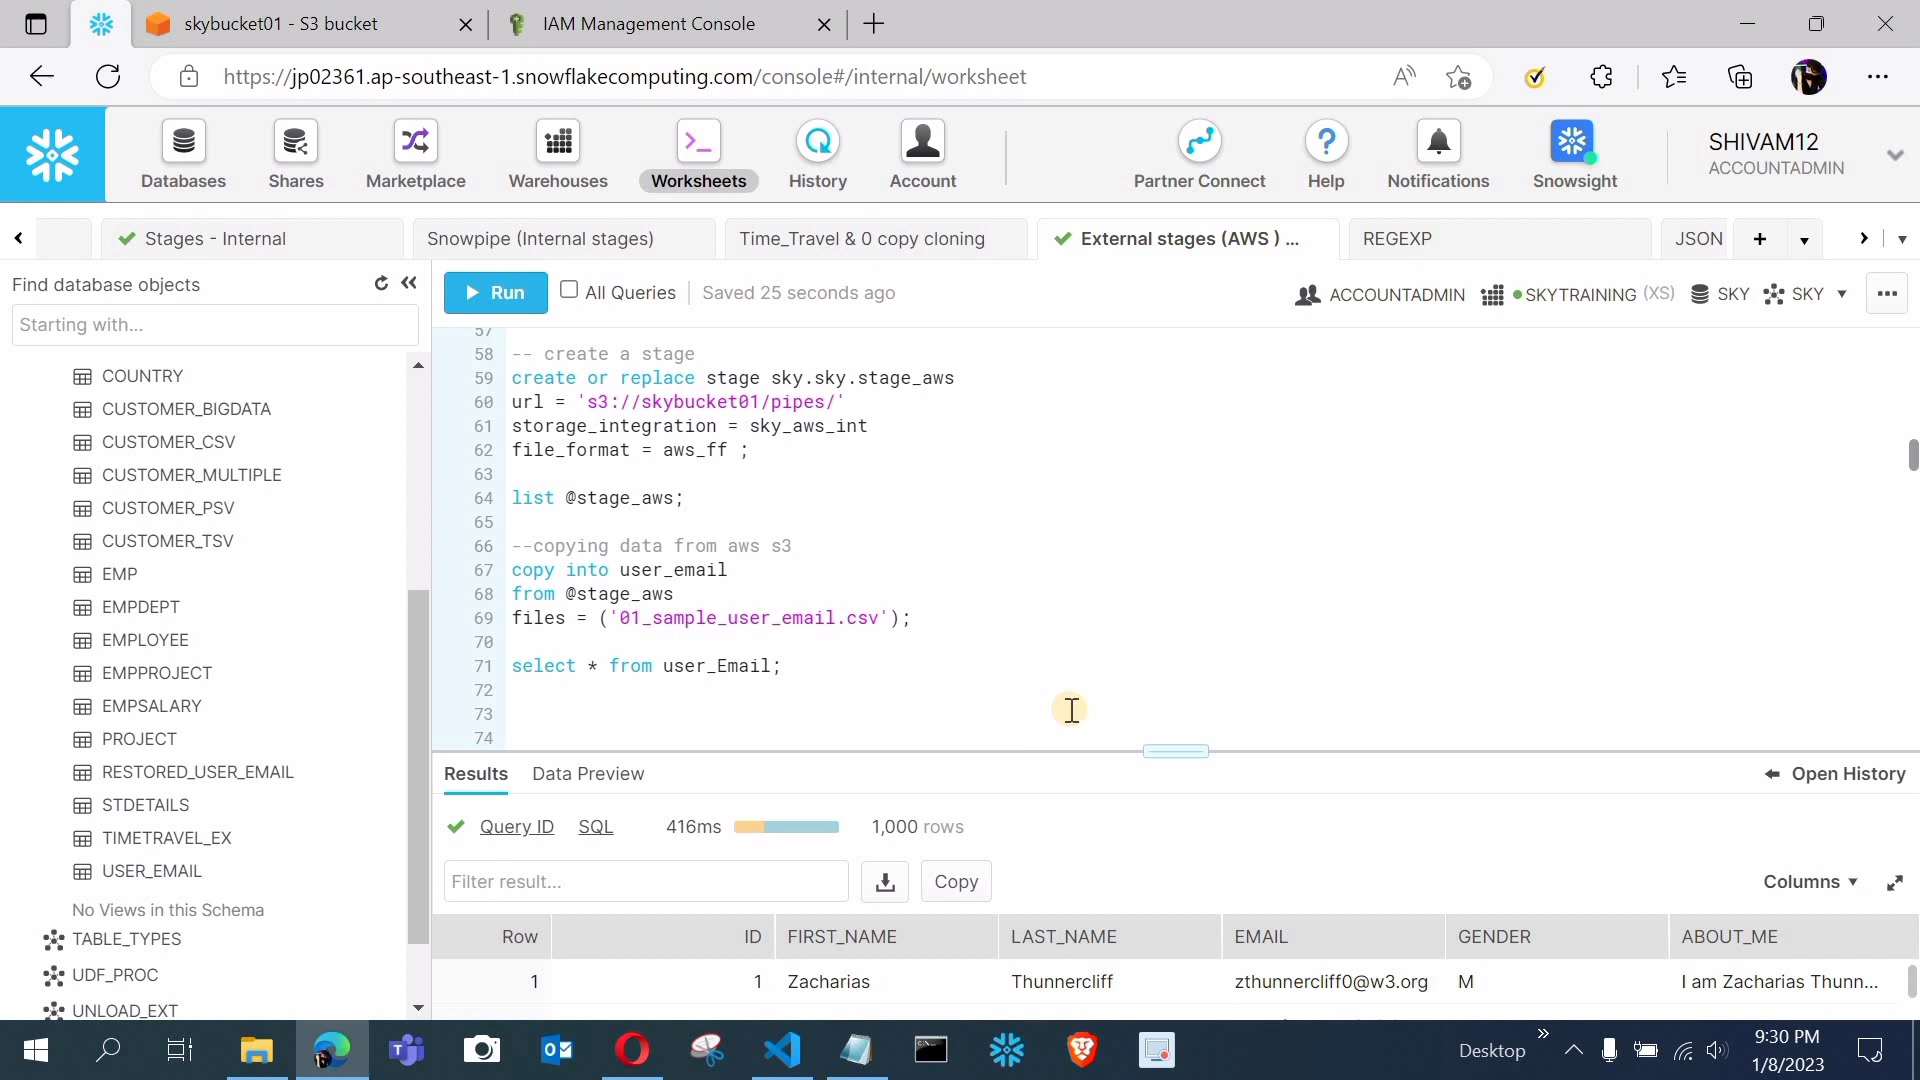 skybucket01 - S3 bucket
IAM Management Console
https://jp02361.ap-southeast-1.snowflakecomputing.com/console#/internal/worksheet
Databases
Shares
Marketplace
Warehouses
Worksheets
History
Account
Partner Connect
Help
Notifications
Snowsight
SHIVAM12
ACCOUNTADMIN
Stages - Internal
Snowpipe (Internal stages)
Time_Travel & 0 copy cloning
External stages (AWS ) ...
REGEXP
JSON
Find database objects
Starting with...
COUNTRY
CUSTOMER_BIGDATA
CUSTOMER_CSV
CUSTOMER_MULTIPLE
CUSTOMER_PSV
CUSTOMER_TSV
EMP
EMPDEPT
EMPLOYEE
EMPPROJECT
EMPSALARY
PROJECT
RESTORED_USER_EMAIL
STDETAILS
TIMETRAVEL_EX
USER_EMAIL
No Views in this Schema
TABLE_TYPES
UDF_PROC
UNLOAD_EXT
Run
All Queries
Saved 25 seconds ago
ACCOUNTADMIN
SKYTRAINING (XS)
SKY
SKY
57
58 -- create a stage
59 create or replace stage sky.sky.stage_aws
60 url = 's3://skybucket01/pipes/'
61 storage_integration = sky_aws_int
62 file_format = aws_ff ;
63
64 list @stage_aws;
65
66 --copying data from aws s3
67 copy into user_email
68 from @stage_aws
69 files = ('01_sample_user_email.csv');
70
71 select * from user_Email;
72
73
74
Results
Data Preview
Open History
Query ID
SQL
416ms
1,000 rows
Filter result...
Copy
Columns
Row ID FIRST_NAME LAST_NAME EMAIL GENDER ABOUT_ME
1 1 Zacharias Thunnercliff zthunnercliff0@w3.org M I am Zacharias Thunn...
Desktop
9:30 PM
1/8/2023